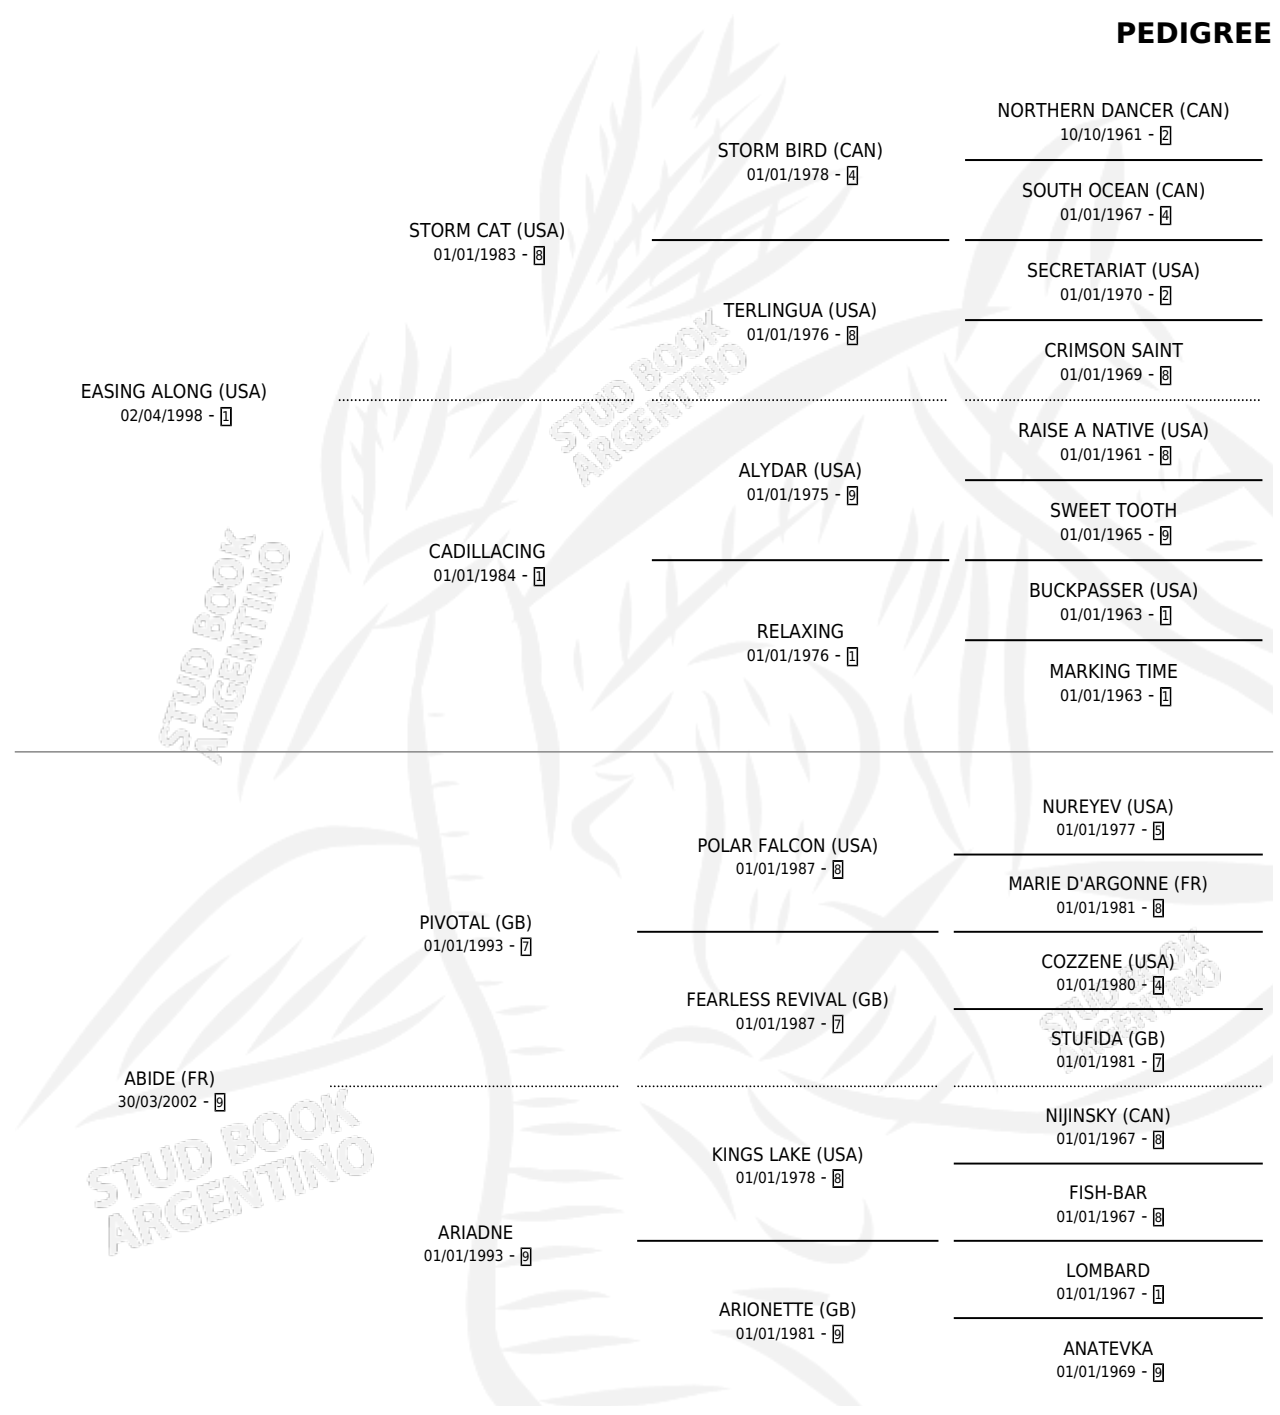 PEDIGREE
NORTHERN DANCER (CAN)
10/10/1961 - 2
STORM BIRD (CAN)
01/01/1978 - 4
SOUTH OCEAN (CAN)
01/01/1967 - 4
STORM CAT (USA)
01/01/1983 - 8
SECRETARIAT (USA)
01/01/1970 - 2
TERLINGUA (USA)
01/01/1976 - 8
CRIMSON SAINT
01/01/1969 - 8
EASING ALONG (USA)
02/04/1998 - 1
RAISE A NATIVE (USA)
01/01/1961 - 8
ALYDAR (USA)
01/01/1975 - 9
SWEET TOOTH
01/01/1965 - 9
CADILLACING
01/01/1984 - 1
BUCKPASSER (USA)
01/01/1963 - 1
RELAXING
01/01/1976 - 1
MARKING TIME
01/01/1963 - 1
NUREYEV (USA)
01/01/1977 - 5
POLAR FALCON (USA)
01/01/1987 - 8
MARIE D'ARGONNE (FR)
01/01/1981 - 8
PIVOTAL (GB)
01/01/1993 - 7
COZZENE (USA)
01/01/1980 - 4
FEARLESS REVIVAL (GB)
01/01/1987 - 7
STUFIDA (GB)
01/01/1981 - 7
ABIDE (FR)
30/03/2002 - 9
NIJINSKY (CAN)
01/01/1967 - 8
KINGS LAKE (USA)
01/01/1978 - 8
FISH-BAR
01/01/1967 - 8
ARIADNE
01/01/1993 - 9
LOMBARD
01/01/1967 - 1
ARIONETTE (GB)
01/01/1981 - 9
ANATEVKA
01/01/1969 - 9
STUD BOOK
ARGENTINO
STUD BOOK
ARGENTINO
STUD BOOK
ARGENTINO
STUD BOOK
ARGENTINO